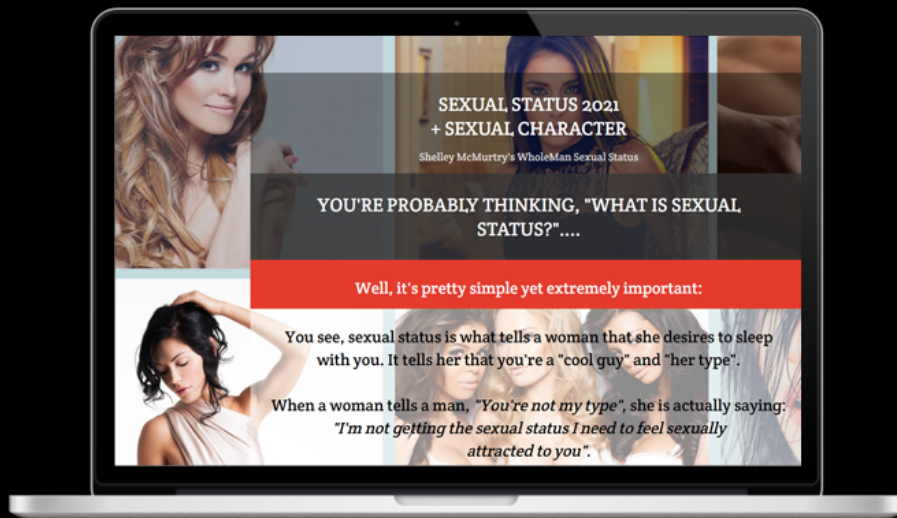 SEXUAL STATUS 2021
+ SEXUAL CHARACTER
Shelley McMurtry's WholeMan Sexual Status
YOU'RE PROBABLY THINKING, "WHAT IS SEXUAL
STATUS?"....
Well, it's pretty simple yet extremely important:
You see, sexual status is what tells a woman that she desires to sleep
with you. It tells her that you're a "cool guy" and "her type".
When a woman tells a man, "You're not my type", she is actually saying:
"I'm not getting the sexual status I need to feel sexually
attracted to you".